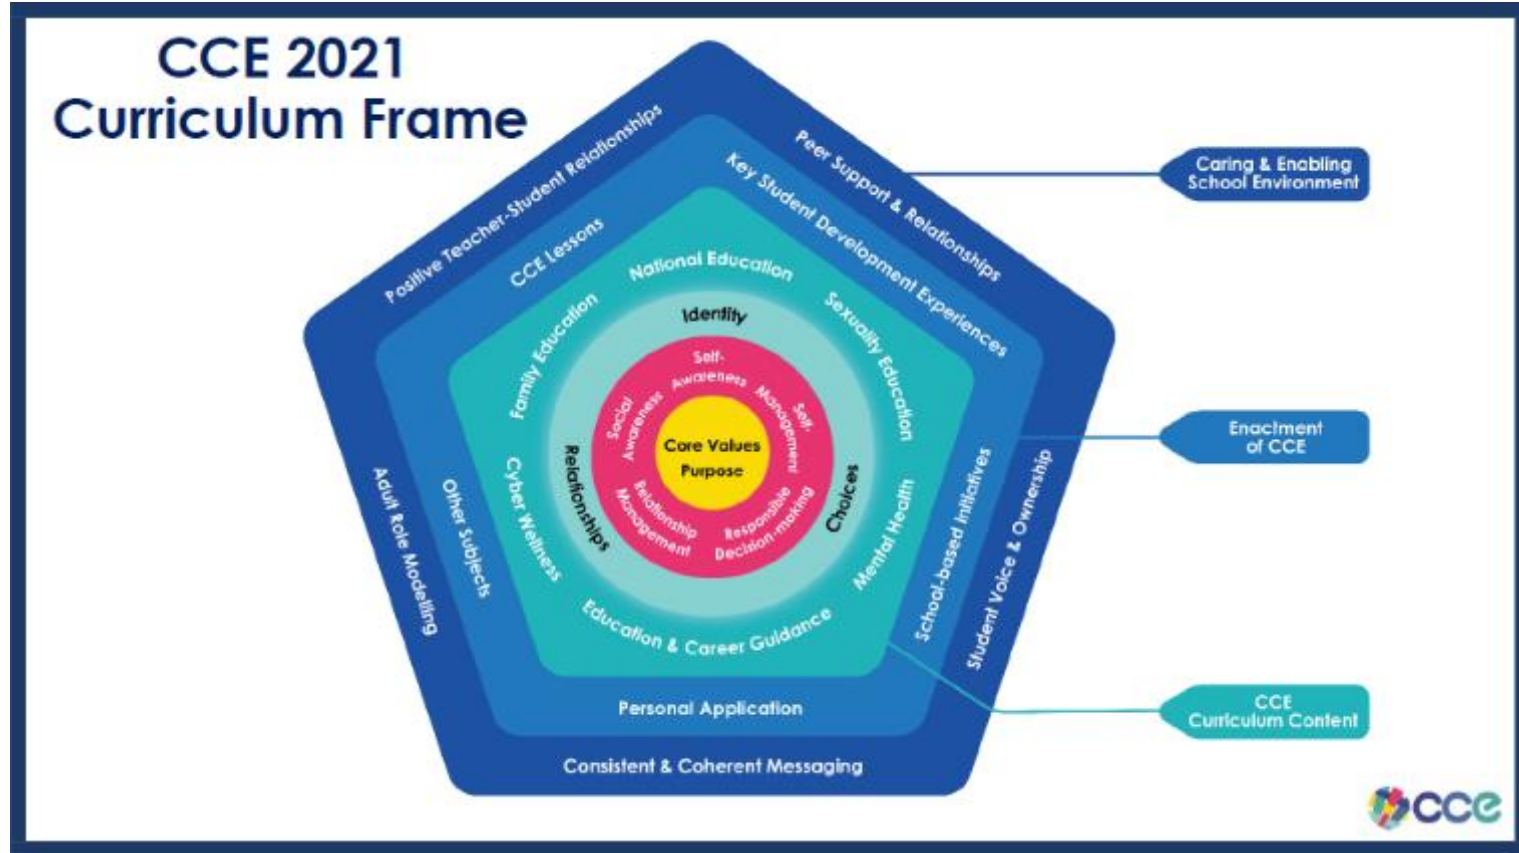 CCE 2021
Curriculum Frame
Positive Teacher-Student Relationships
Peer Support & Relationships
Student Voice & Ownership
Consistent & Coherent Messaging
Adult Role Modelling
CCE Lessons
Key Student Development Experiences
School-based Initiatives
Personal Application
Other Subjects
National Education
Sexuality Education
Mental Health
Education & Career Guidance
Cyber Wellness
Family Education
Identity
Choices
Relationships
Self-
Awareness
Self-
Management
Responsible
Decision-making
Relationship
Management
Social
Awareness
Core Values
Purpose
Caring & Enabling
School Environment
Enactment
of CCE
CCE
Curriculum Content
cce